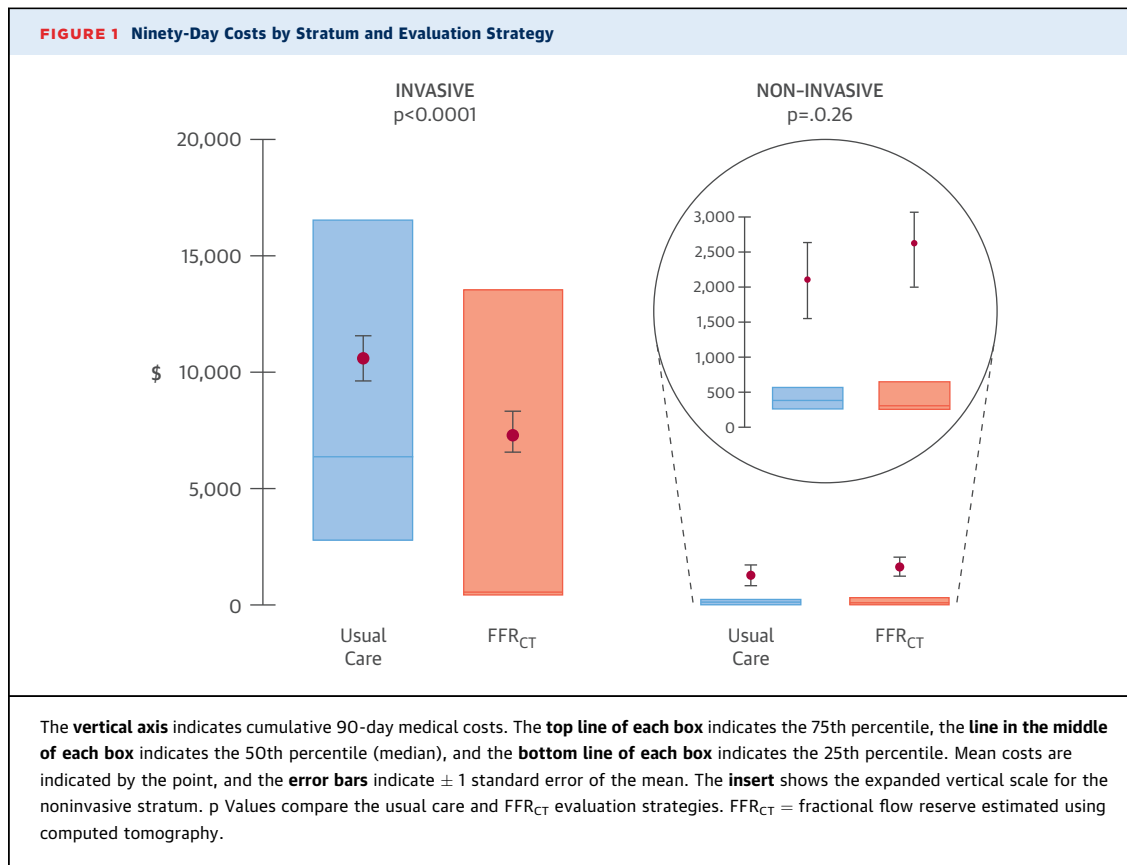 FIGURE 1 Ninety-Day Costs by Stratum and Evaluation Strategy
INVASIVE
p<0.0001
NON-INVASIVE
p=.0.26
20,000
15,000
$ 10,000
5,000
0
3,000
2,500
2,000
1,500
1,000
500
0
Usual
Care
FFRCT
Usual
Care
FFRCT
The vertical axis indicates cumulative 90-day medical costs. The top line of each box indicates the 75th percentile, the line in the middle
of each box indicates the 50th percentile (median), and the bottom line of each box indicates the 25th percentile. Mean costs are
indicated by the point, and the error bars indicate ± 1 standard error of the mean. The insert shows the expanded vertical scale for the
noninvasive stratum. p Values compare the usual care and FFRCT evaluation strategies. FFRCT = fractional flow reserve estimated using
computed tomography.